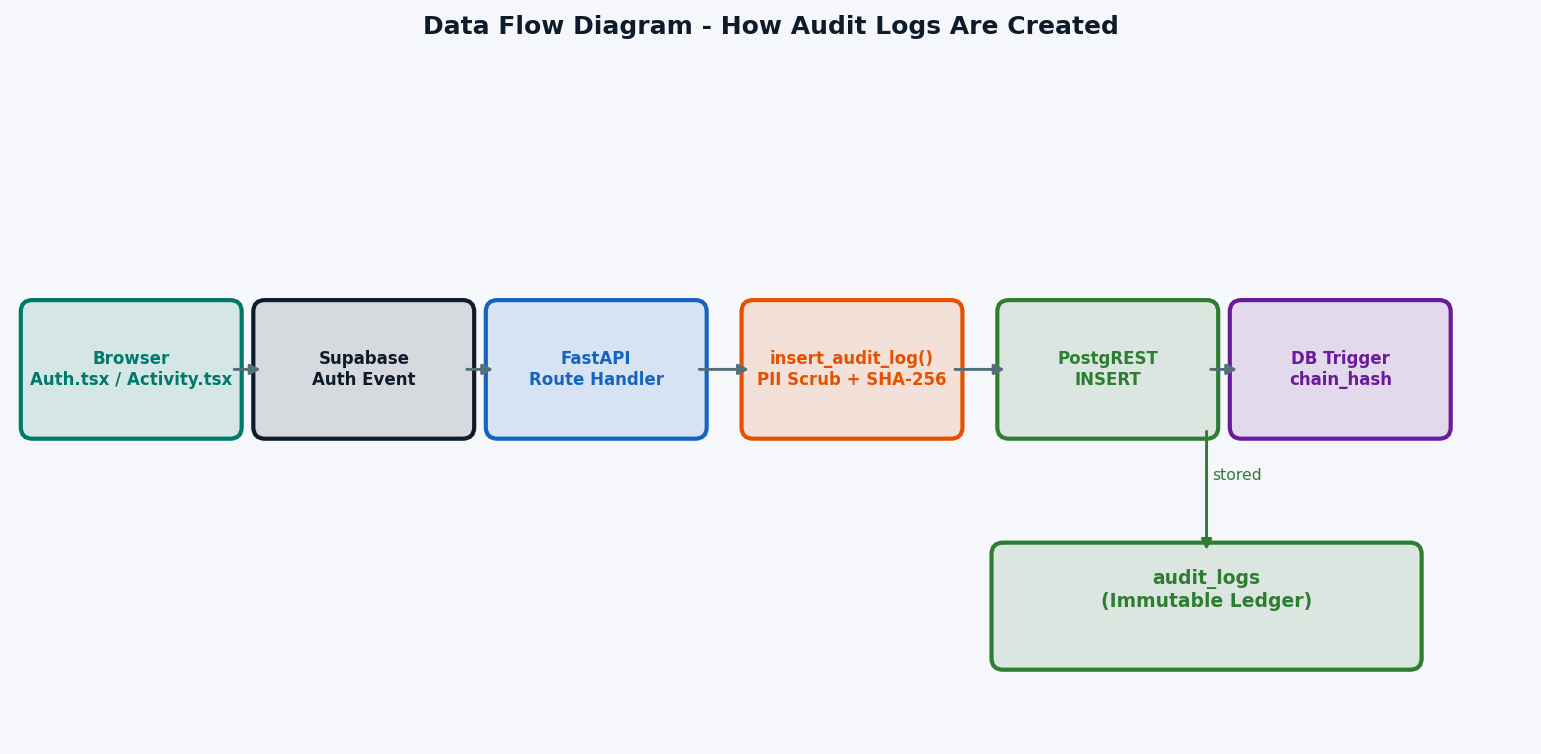 Data Flow Diagram - How Audit Logs Are Created
Browser
Auth.tsx / Activity.tsx
Supabase
Auth Event
FastAPI
Route Handler
insert_audit_log()
PII Scrub + SHA-256
PostgREST
INSERT
DB Trigger
chain_hash
stored
audit_logs
(Immutable Ledger)